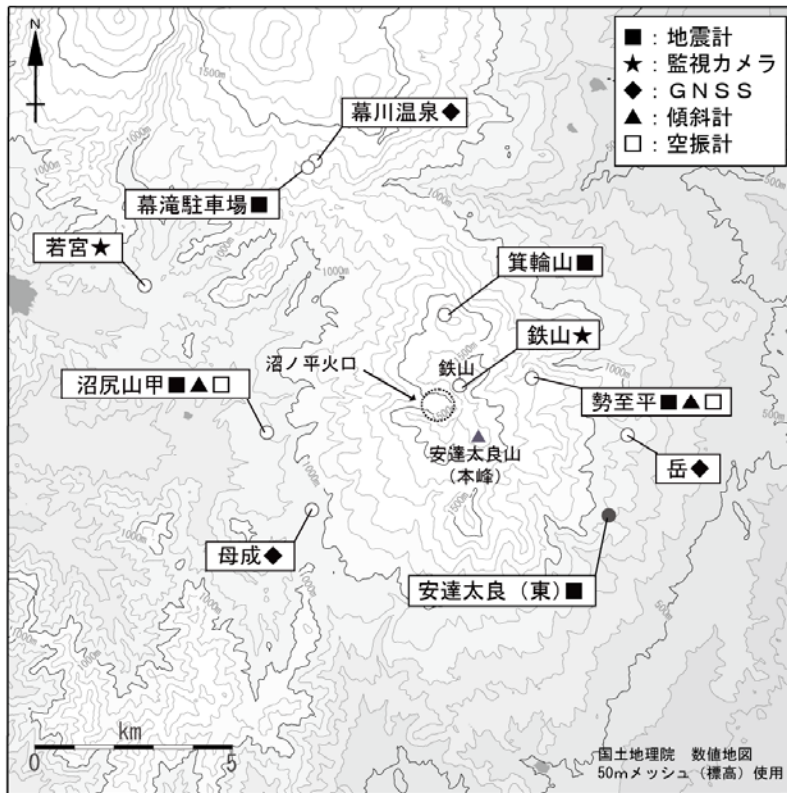 N
■：地震計
★：監視カメラ
◆：ＧＮＳＳ
▲：傾斜計
□：空振計
1500m
幕川温泉◆
幕滝駐車場■
若宮★
箕輪山■
鉄山★
沼ノ平火口
鉄山
沼尻山甲■▲□
勢至平■▲□
安達太良山
（本峰）
岳◆
母成◆
安達太良（東）■
1000m
1500m
500m
km
0 5
国土地理院　数値地図
50mメッシュ（標高）使用